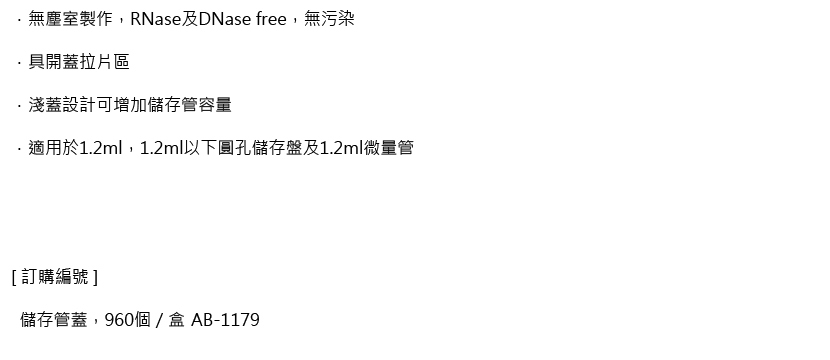 ．無塵室製作，RNase及DNase free，無污染
．具開蓋拉片區
．淺蓋設計可增加儲存管容量
．適用於1.2ml，1.2ml以下圓孔儲存盤及1.2ml微量管
[ 訂購編號 ]
儲存管蓋，960個 / 盒 AB-1179